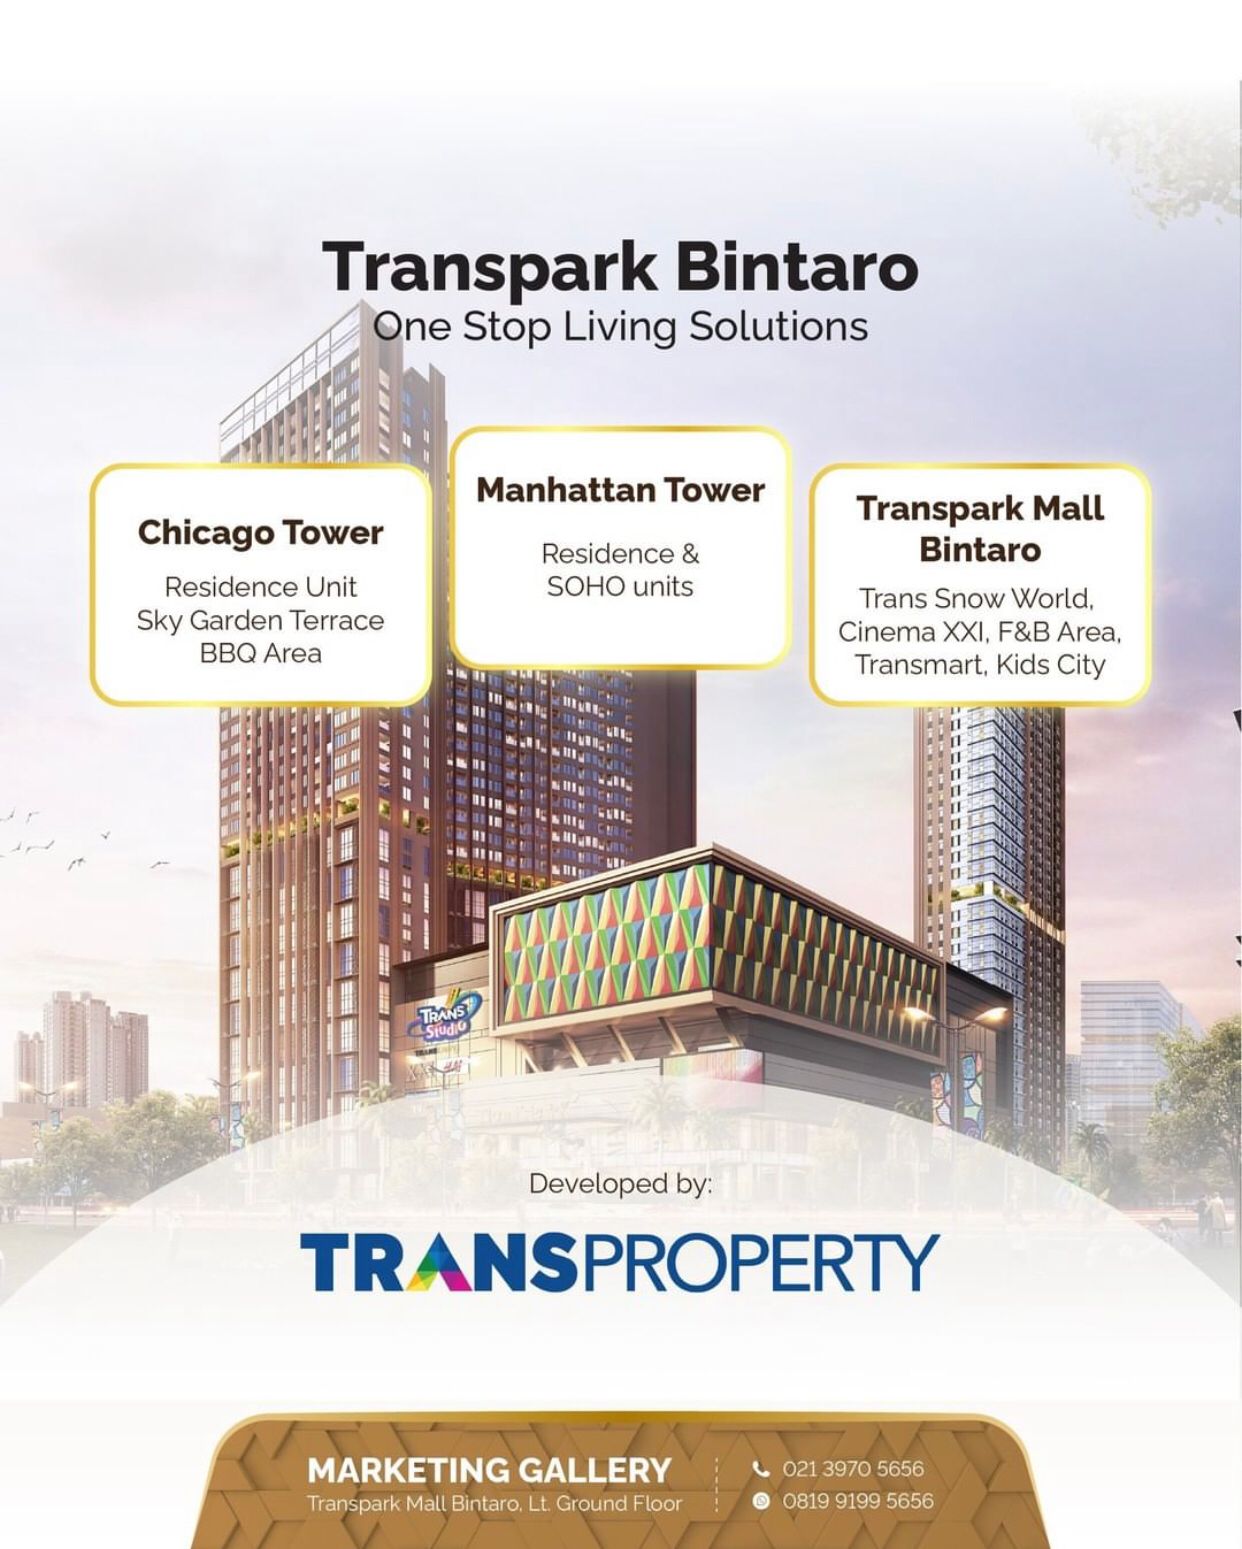 Transpark Bintaro
One Stop Living Solutions
Chicago Tower
Residence Unit
Sky Garden Terrace
BBQ Area
Manhattan Tower
Residence &
SOHO units
Transpark Mall
Bintaro
Trans Snow World,
Cinema XXI, F&B Area,
Transmart, Kids City
TRANS
Studio
Developed by:
TRANSPROPERTY
MARKETING GALLERY
Transpark Mall Bintaro, Lt. Ground Floor
021 3970 5656
0819 9199 5656